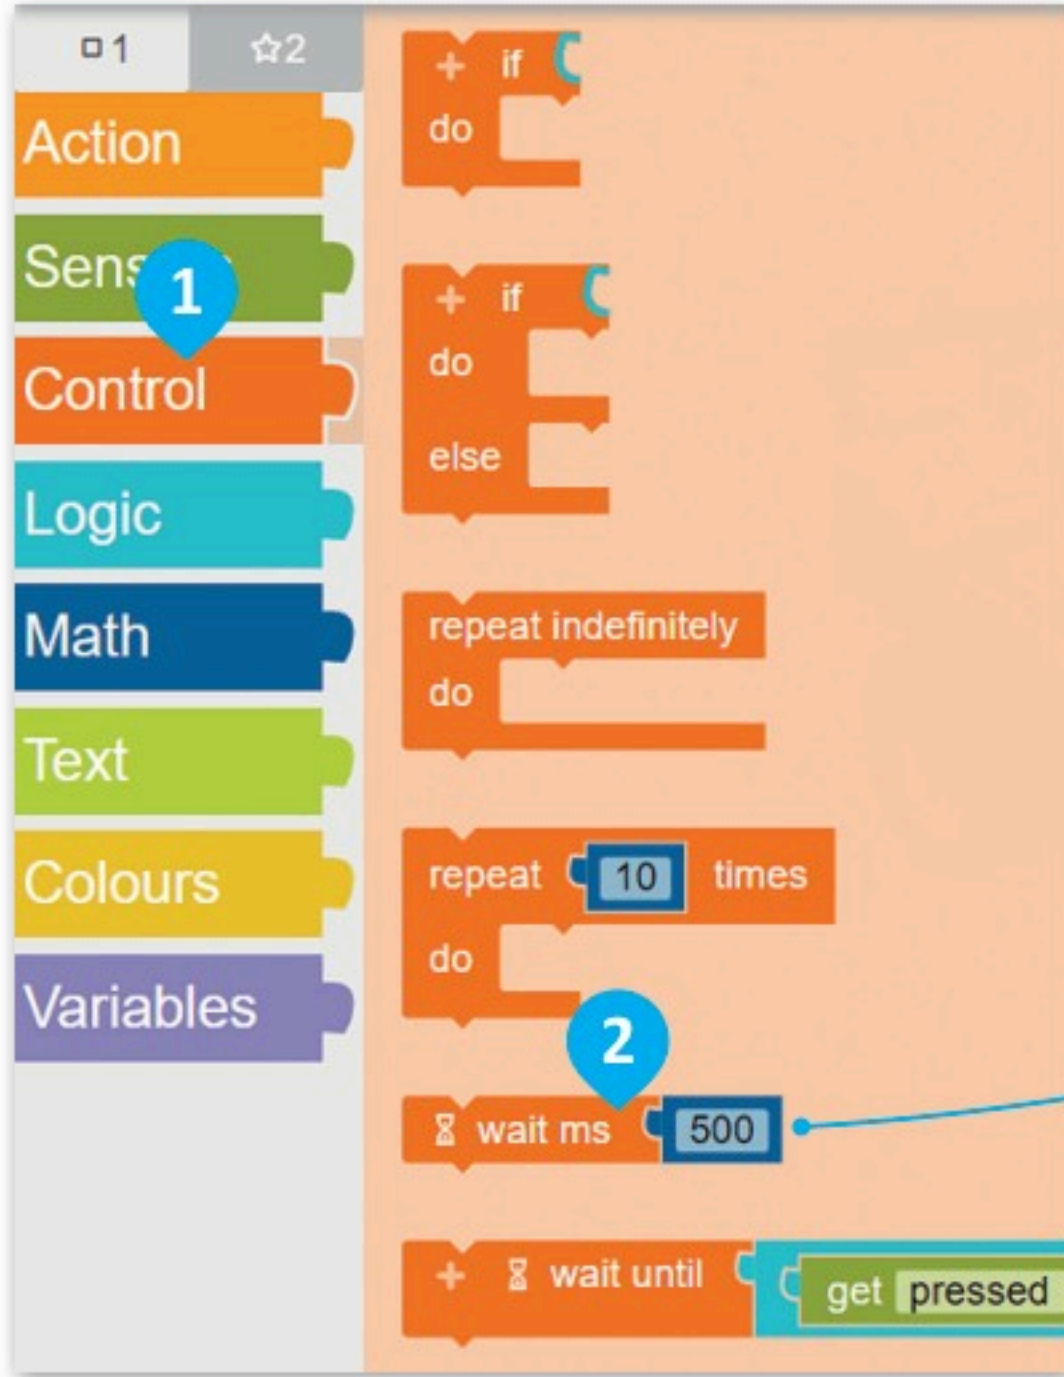 1
☆2
Action
Control
Logic
Math
Text
Colours
Variables
1
if
do
if
do
else
repeat indefinitely
do
repeat 10 times
do
2
wait ms 500
wait until get pressed